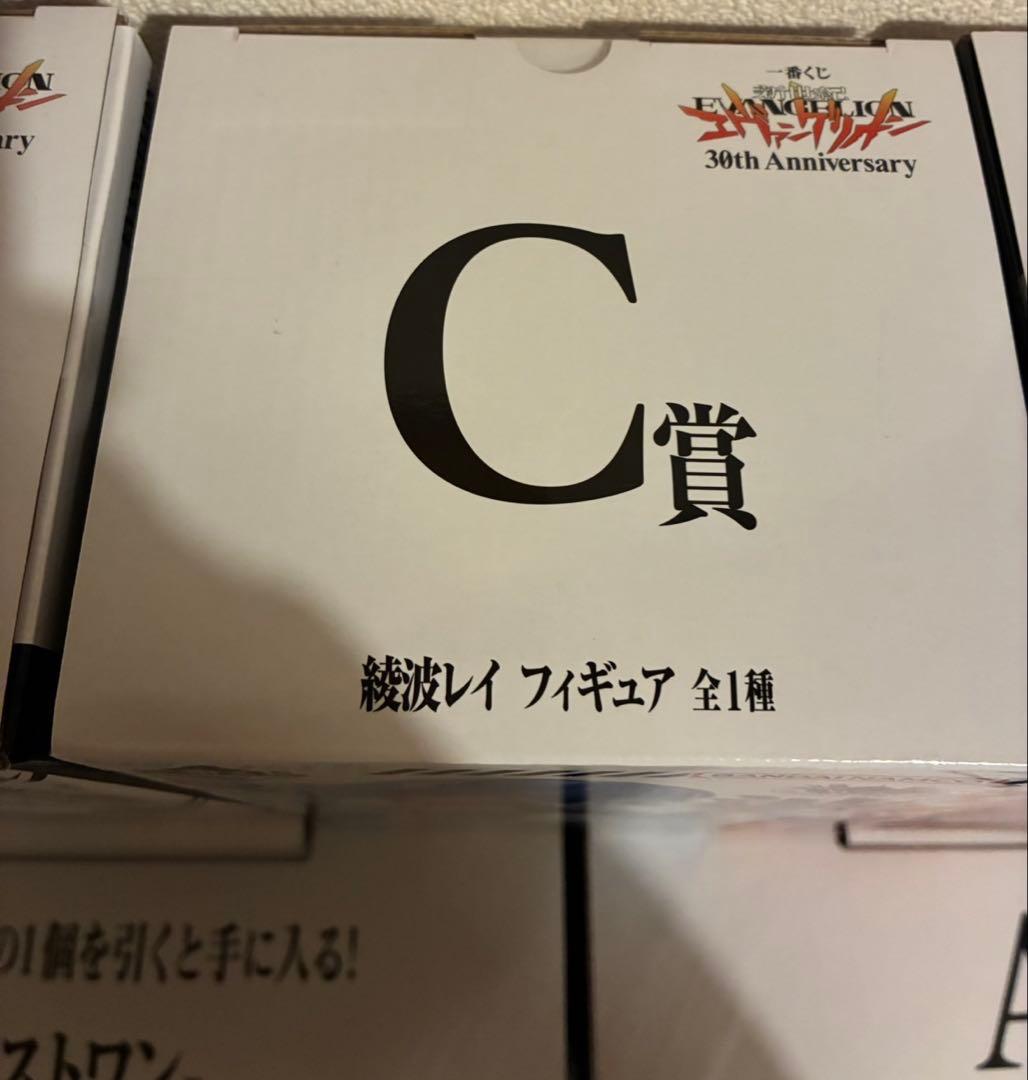 ON
ary
一番くじ
EVANGELION
エヴァンゲリオン
30th Anniversary
C賞
綾波レイ フィギュア 全1種
の1個を引くと手に入る!
ストワン
A